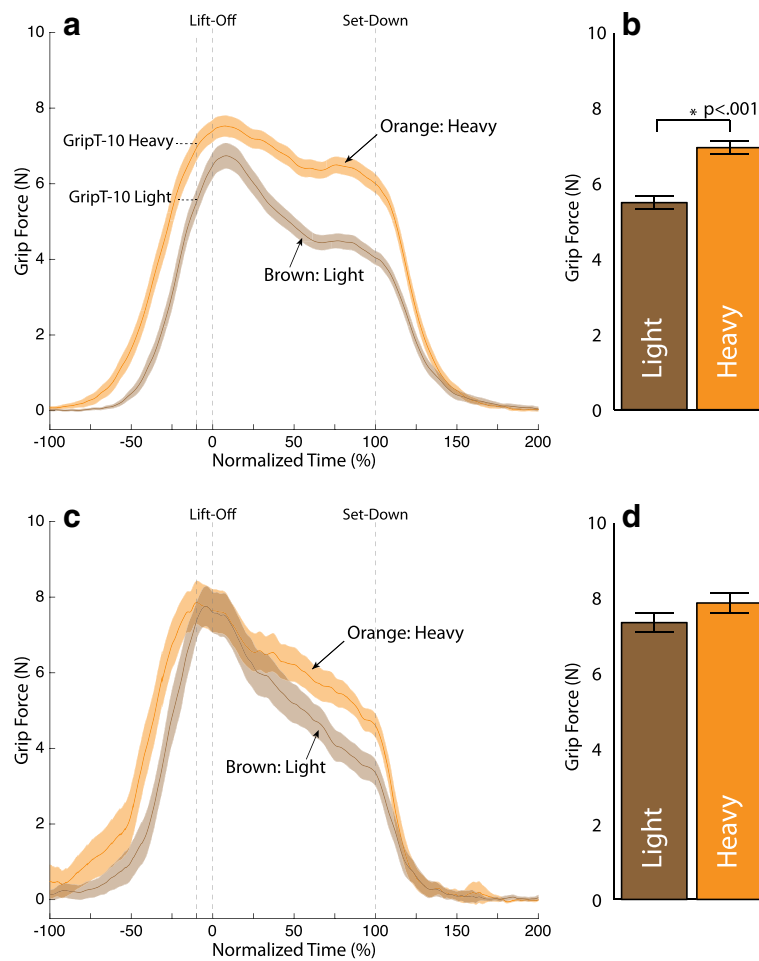 a
Lift-Off
Set-Down
10
8
6
4
2
0
Grip Force (N)
GripT-10 Heavy
GripT-10 Light
Orange: Heavy
Brown: Light
-100
-50
0
50
100
150
200
Normalized Time (%)
b
10
8
6
4
2
0
Grip Force (N)
* p<.001
Light
Heavy
c
Lift-Off
Set-Down
10
8
6
4
2
0
Grip Force (N)
Orange: Heavy
Brown: Light
-100
-50
0
50
100
150
200
Normalized Time (%)
d
10
8
6
4
2
0
Grip Force (N)
Light
Heavy